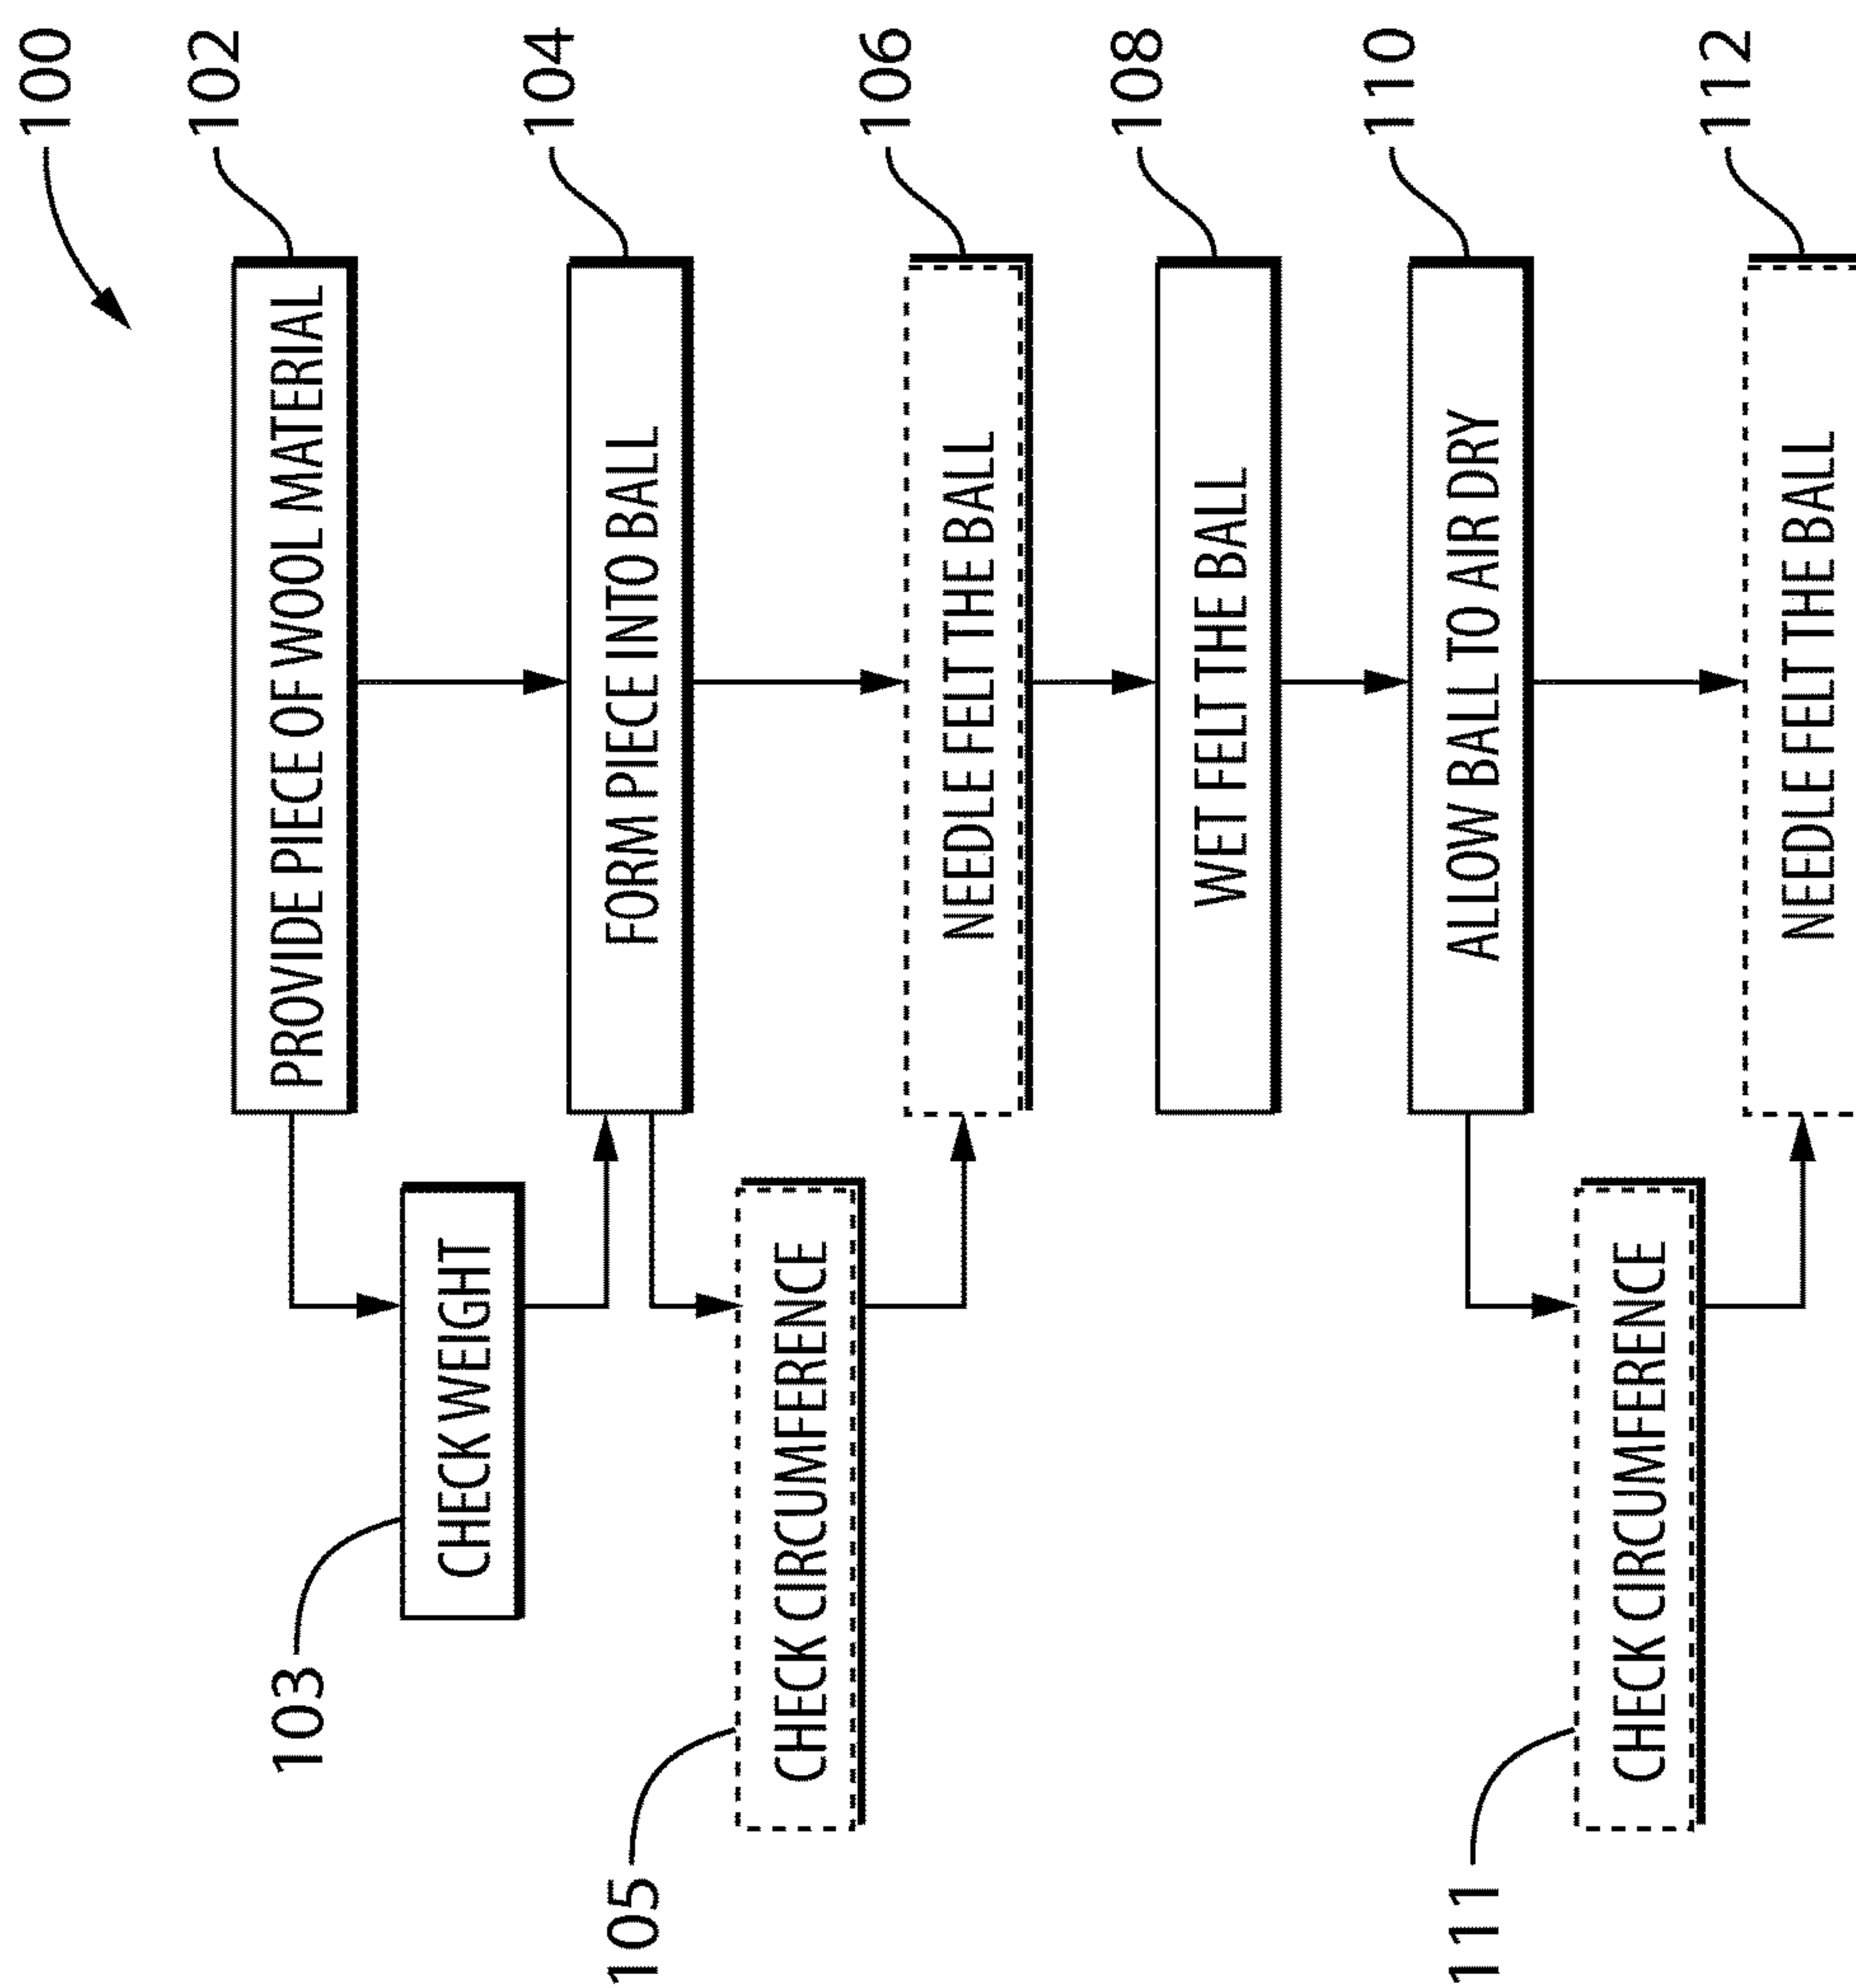 100
102
PROVIDE PIECE OF WOOL MATERIAL
103
CHECK WEIGHT
104
FORM PIECE INTO BALL
105
CHECK CIRCUMFERENCE
106
NEEDLE FELT THE BALL
108
WET FELT THE BALL
110
ALLOW BALL TO AIR DRY
111
CHECK CIRCUMFERENCE
112
NEEDLE FELT THE BALL